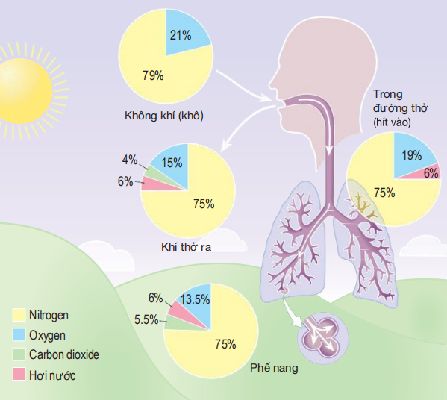 21%
79%
Không khí (khô)
Trong
đường thở
(hít vào)
19%
6%
75%
4%
15%
6%
75%
Khí thở ra
6%
13.5%
5.5%
75%
Phế nang
Nitrogen
Oxygen
Carbon dioxide
Hơi nước